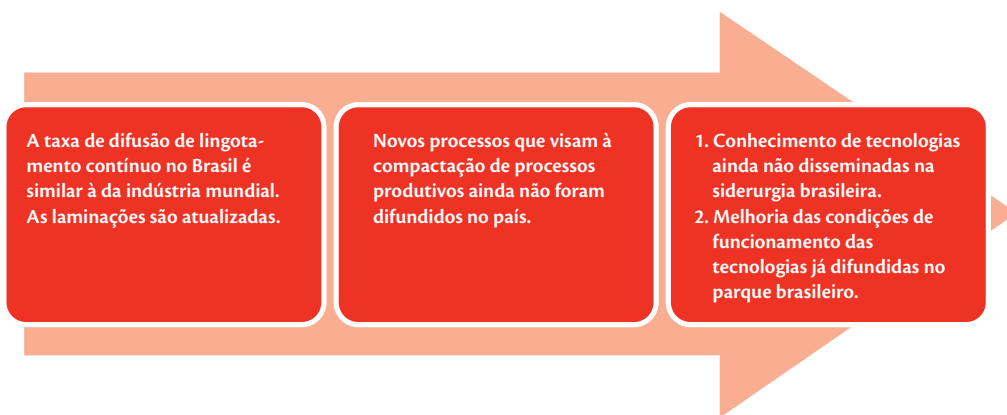 A taxa de difusão de lingota-
mento contínuo no Brasil é
similar à da indústria mundial.
As laminações são atualizadas.
Novos processos que visam à
compactação de processos
produtivos ainda não foram
difundidos no país.
1. Conhecimento de tecnologias
ainda não disseminadas na
siderurgia brasileira.
2. Melhoria das condições de
funcionamento das
tecnologias já difundidas no
parque brasileiro.